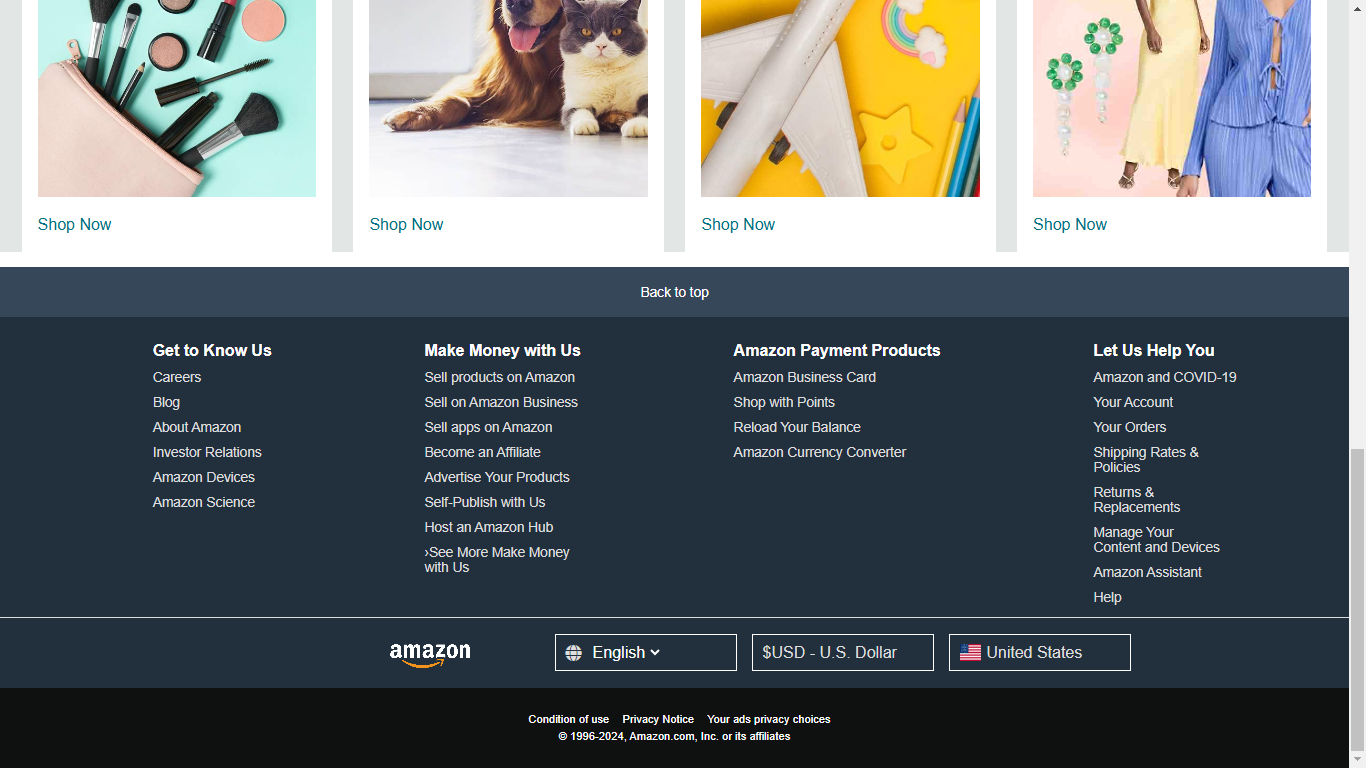 Shop Now
Shop Now
Shop Now
Shop Now
Back to top
Get to Know Us
Careers
Blog
About Amazon
Investor Relations
Amazon Devices
Amazon Science
Make Money with Us
Sell products on Amazon
Sell on Amazon Business
Sell apps on Amazon
Become an Affiliate
Advertise Your Products
Self-Publish with Us
Host an Amazon Hub
›See More Make Money
with Us
Amazon Payment Products
Amazon Business Card
Shop with Points
Reload Your Balance
Amazon Currency Converter
Let Us Help You
Amazon and COVID-19
Your Account
Your Orders
Shipping Rates &
Policies
Returns &
Replacements
Manage Your
Content and Devices
Amazon Assistant
Help
amazon
English
$USD - U.S. Dollar
United States
Condition of use Privacy Notice Your ads privacy choices
© 1996-2024, Amazon.com, Inc. or its affiliates